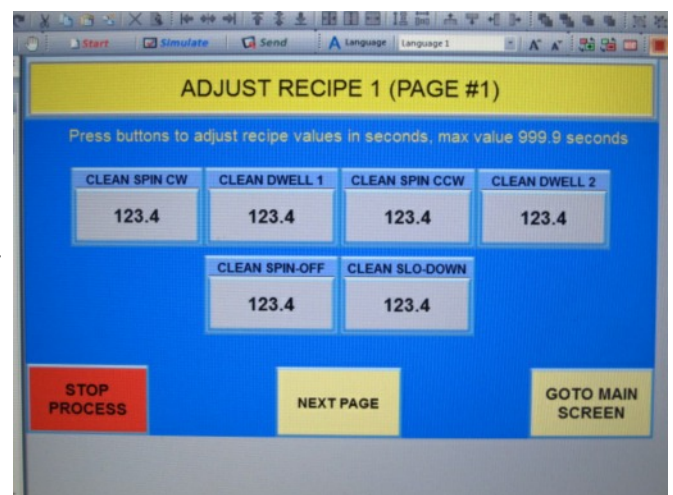 Start Simulate Send A Language Language 1 A A
ADJUST RECIPE 1 (PAGE #1)
Press buttons to adjust recipe values in seconds, max value 999.9 seconds
CLEAN SPIN CW CLEAN DWELL 1 CLEAN SPIN CCW CLEAN DWELL 2
123.4 123.4 123.4 123.4
CLEAN SPIN-OFF CLEAN SLO-DOWN
123.4 123.4
STOP
PROCESS
NEXT PAGE
GOTO MAIN
SCREEN